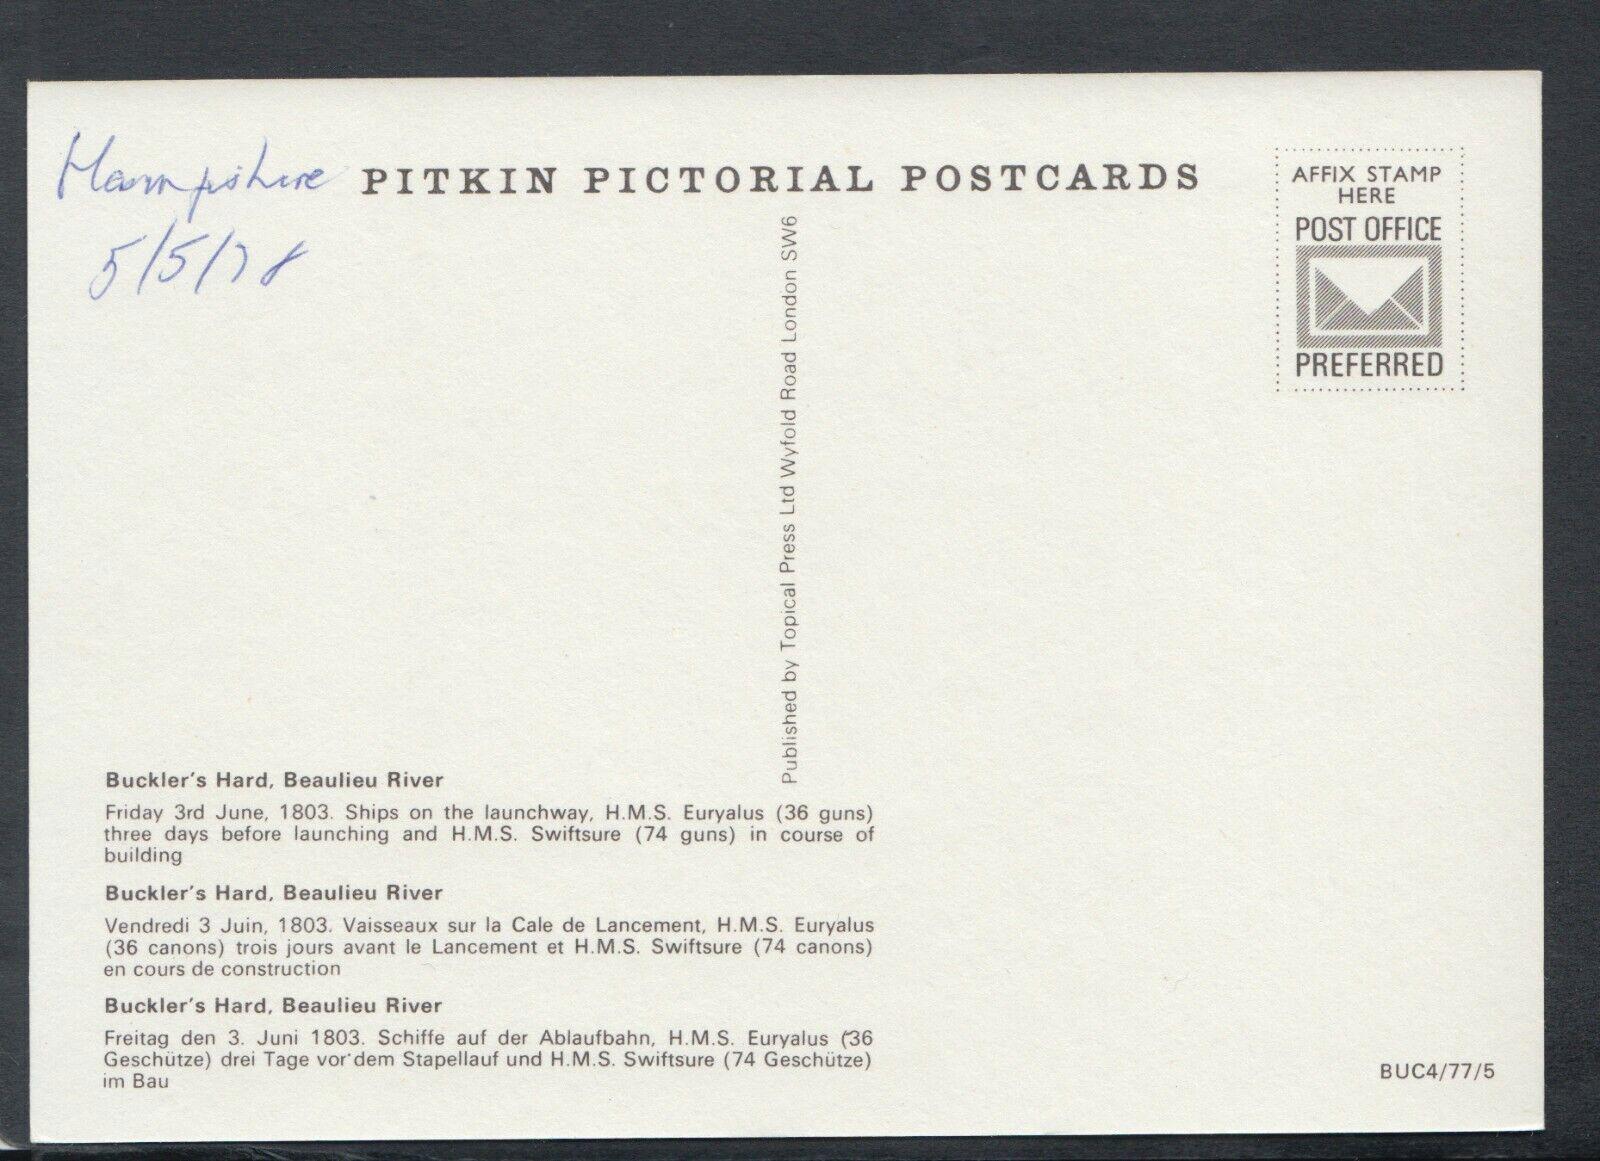 Hampshire
5/5/78
PITKIN PICTORIAL POSTCARDS
AFFIX STAMP
HERE
POST OFFICE
PREFERRED
Published by Topical Press Ltd Wyfold Road London SW6
Buckler's Hard, Beaulieu River
Friday 3rd June, 1803. Ships on the launchway, H.M.S. Euryalus (36 guns)
three days before launching and H.M.S. Swiftsure (74 guns) in course of
building
Buckler's Hard, Beaulieu River
Vendredi 3 Juin, 1803. Vaisseaux sur la Cale de Lancement, H.M.S. Euryalus
(36 canons) trois jours avant le Lancement et H.M.S. Swiftsure (74 canons)
en cours de construction
Buckler's Hard, Beaulieu River
Freitag den 3. Juni 1803. Schiffe auf der Ablaufbahn, H.M.S. Euryalus (36
Geschütze) drei Tage vor dem Stapellauf und H.M.S. Swiftsure (74 Geschütze)
im Bau
BUC4/77/5